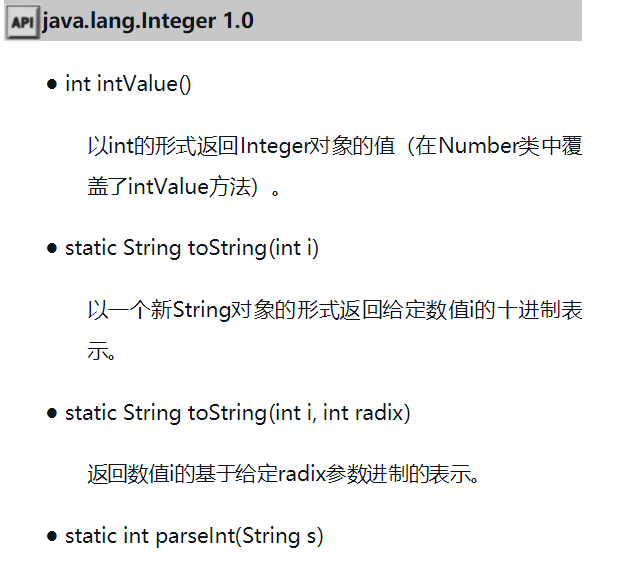 API java.lang.Integer 1.0
● int intValue()
以int的形式返回Integer对象的值（在Number类中覆
盖了intValue方法）。
● static String toString(int i)
以一个新String对象的形式返回给定数值i的十进制表
示。
● static String toString(int i, int radix)
返回数值i的基于给定radix参数进制的表示。
● static int parseInt(String s)